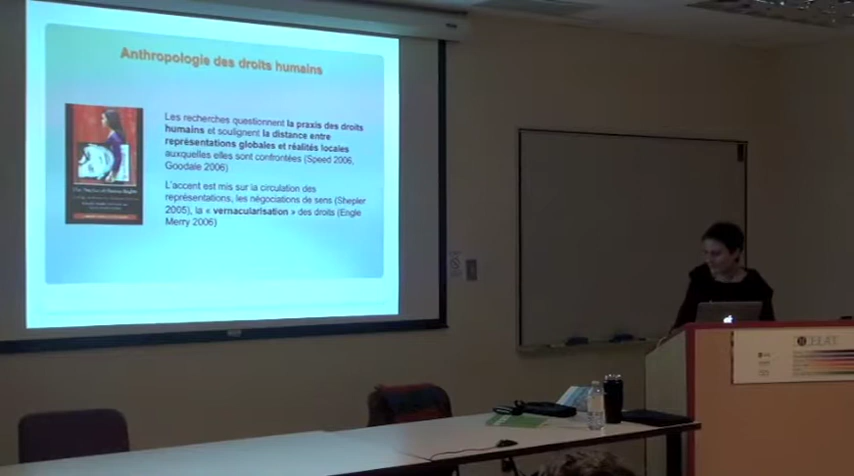 Anthropologie des droits humains
Les recherches questionnent la praxis des droits
humains et soulignent la distance entre
représentations globales et réalités locales
auxquelles elles sont confrontées (Speed 2006,
Goodale 2006)
L'accent est mis sur la circulation des
représentations, les négociations de sens (Shepler
2005), la « vernacularisation » des droits (Engle
Merry 2006)
CELAT